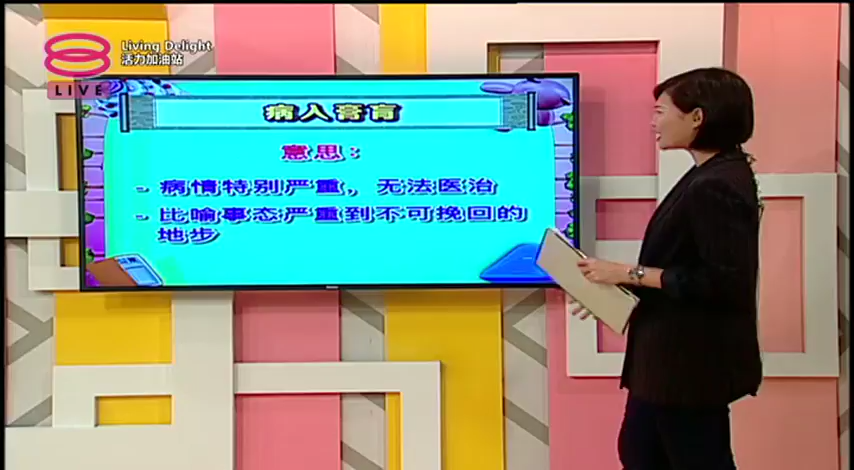 Living Delight
活力加油站
LIVE
病入膏肓
意思：
- 病情特别严重，无法医治
- 比喻事态严重到不可挽回的
地步